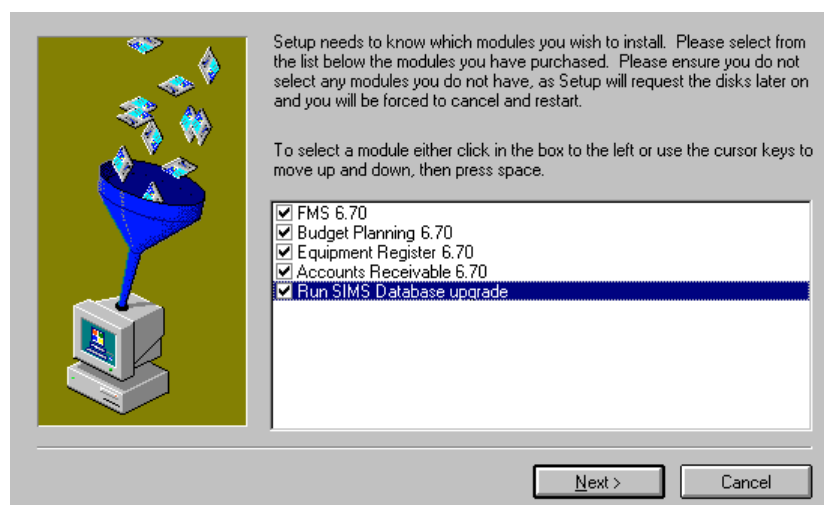 Setup needs to know which modules you wish to install. Please select from
the list below the modules you have purchased. Please ensure you do not
select any modules you do not have, as Setup will request the disks later on
and you will be forced to cancel and restart.
To select a module either click in the box to the left or use the cursor keys to
move up and down, then press space.
FMS 6.70
Budget Planning 6.70
Equipment Register 6.70
Accounts Receivable 6.70
Run SIMS Database upgrade
Next >
Cancel